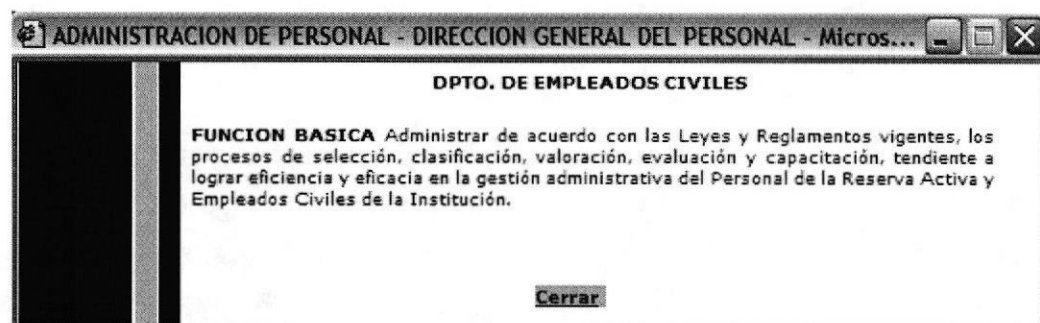 ADMINISTRACION DE PERSONAL - DIRECCION GENERAL DEL PERSONAL - Micros...
DPTO. DE EMPLEADOS CIVILES
FUNCION BASICA Administrar de acuerdo con las Leyes y Reglamentos vigentes, los
procesos de selección, clasificación, valoración, evaluación y capacitación, tendiente a
lograr eficiencia y eficacia en la gestión administrativa del Personal de la Reserva Activa y
Empleados Civiles de la Institución.
Cerrar